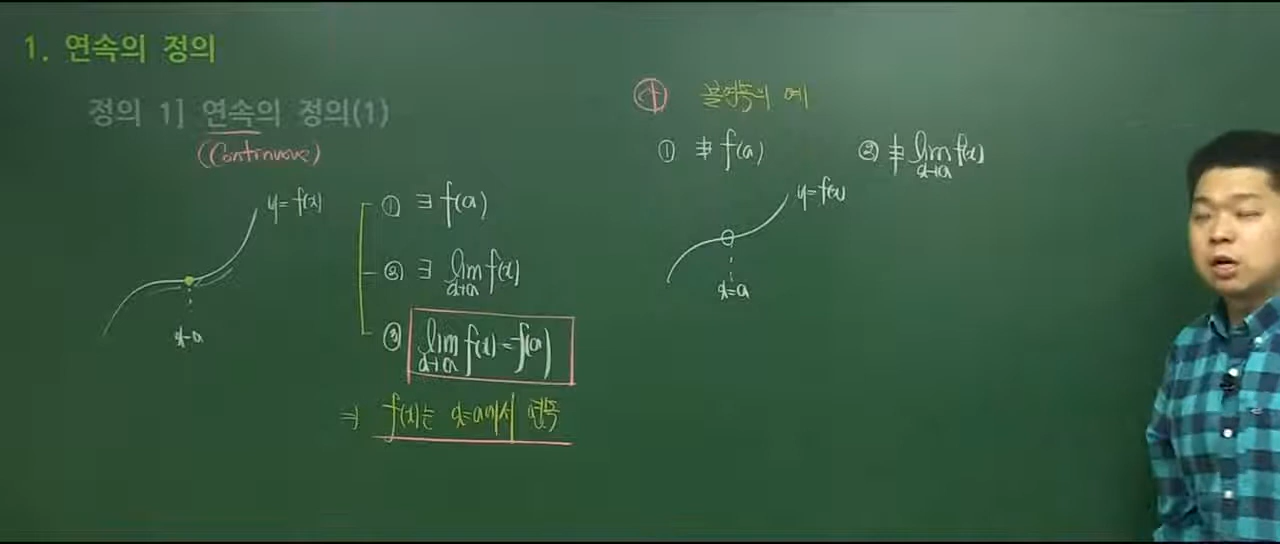 1. 연속의 정의
정의 1] 연속의 정의(1)
(Continuous)
y=f(x)
x=a
① ∃ f(a)
② ∃ lim f(x)
x→a
③ lim f(x)=f(a)
x→a
⇒ f(x)는 x=a에서 연속
불연속의 예
① ∄ f(a)
y=f(x)
x=a
② ∄ lim f(x)
x→a